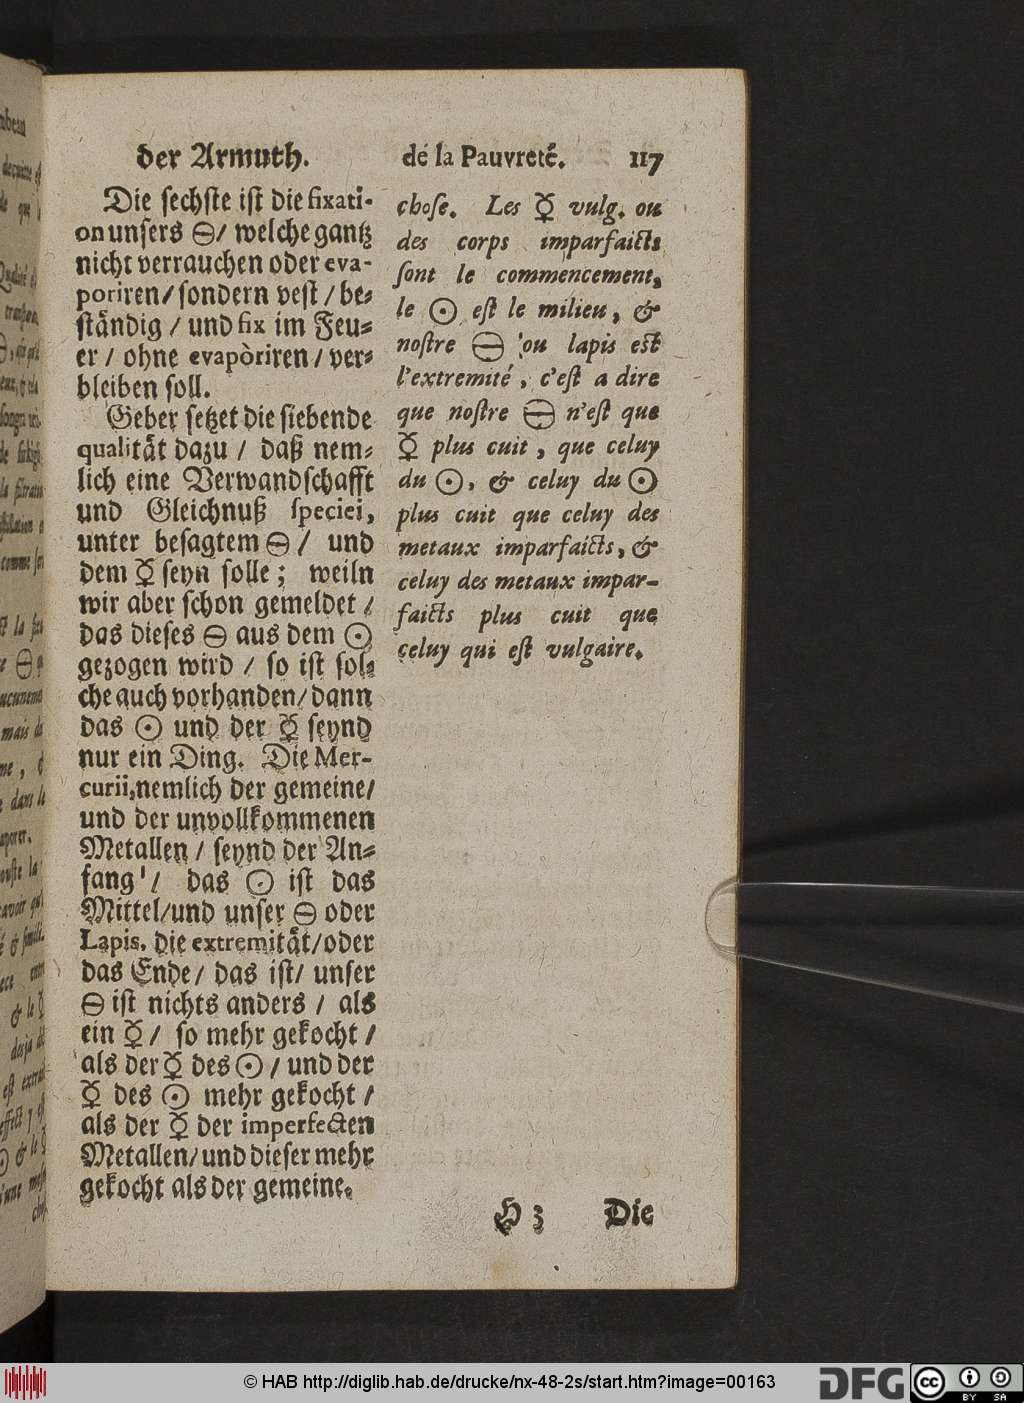 der Armuth.
Die sechste ist die fixati-
on unsers 🜔/ welche gantz
nicht verrauchen oder eva-
poriren/ sondern vest / be-
ständig / und fix im Feu-
er / ohne evapòriren / ver-
bleiben soll.
Geber setzet die siebende
qualität dazu / daß nem-
lich eine Verwandschafft
und Gleichnuß speciei,
unter besagtem 🜔 / und
dem ☿ seyn solle ; weiln
wir aber schon gemeldet /
das dieses 🜔 aus dem ☉
gezogen wird / so ist sol-
che auch vorhanden/ dann
das ☉ und der ☿ seynd
nur ein Ding. Die Mer-
curii, nemlich der gemeine/
und der unvollkommenen
Metallen / seynd der An-
fang / das ☉ ist das
Mittel/ und unser 🜔 oder
Lapis, die extremität/ oder
das Ende/ das ist/ unser
🜔 ist nichts anders / als
ein ☿ / so mehr gekocht /
als der ☿ des ☉ / und der
☿ des ☉ mehr gekocht /
als der ☿ der imperfecten
Metallen/ und dieser mehr
gekocht als der gemeine.
dé la Pauvreté. 117
chose. Les ☿ vulg. ou
des corps imparfaicts
sont le commencement,
le ☉ est le milieu, &
nostre 🜔 ou lapis est
l'extremité, c'est a dire
que nostre 🜔 n'est que
☿ plus cuit, que celuy
du ☉, & celuy du ☉
plus cuit que celuy des
metaux imparfaicts, &
celuy des metaux impar-
faicts plus cuit que
celuy qui est vulgaire.
H 3 Die
© HAB http://diglib.hab.de/drucke/nx-48-2s/start.htm?image=00163
DFG
cc
BY SA